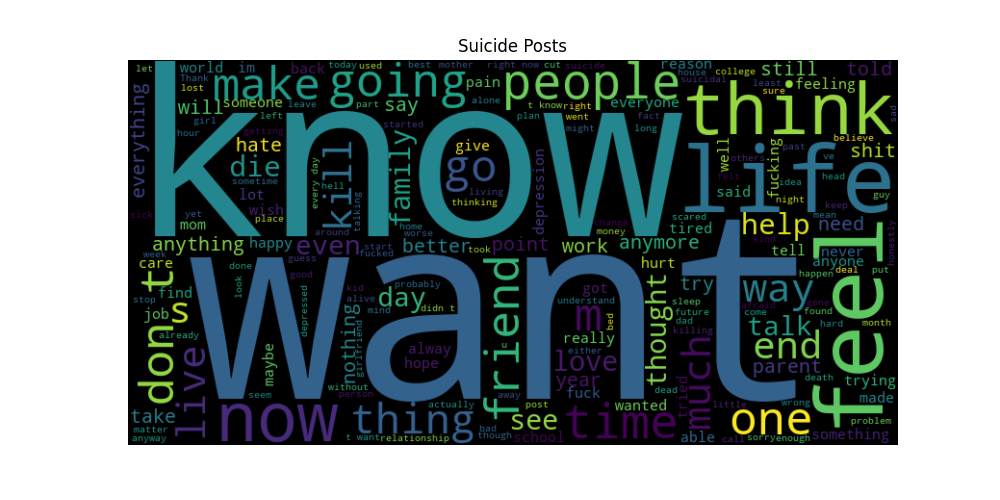 Suicide Posts
let world im back today used best mother right now cut suicide reason house college still told
Thank lost make going pain people suicidal least sure feeling
everything will someone leave part say alone t know right everyone think sad
girl left plan went fact believe
hour know started give might long well life past shit
getting hate family go depression others fucking ve
die every day kill living felt said idea head guy
sometime hell thinking night keep
lot talking change scared help mean
sick yet wish place home money tired need
mom around worse point work anymore kind feel
anything happy even start better took tell never honestly
week guess fucked hurt anyone
care done want good friend try way happen deal put
don t s look kid probably day got thought sleep afraid gone
stop find depressed alive mind didn t m understand future come found
job nothing bed dad talk hard month
already girlfriend really killing
live maybe alway love either much end
hope parent death trying
without year dead tried
seem person away fuck little wrong made
take now thing actually post wanted one
matter see time problem
anyway t want relationship bad though school able call sorry enough something